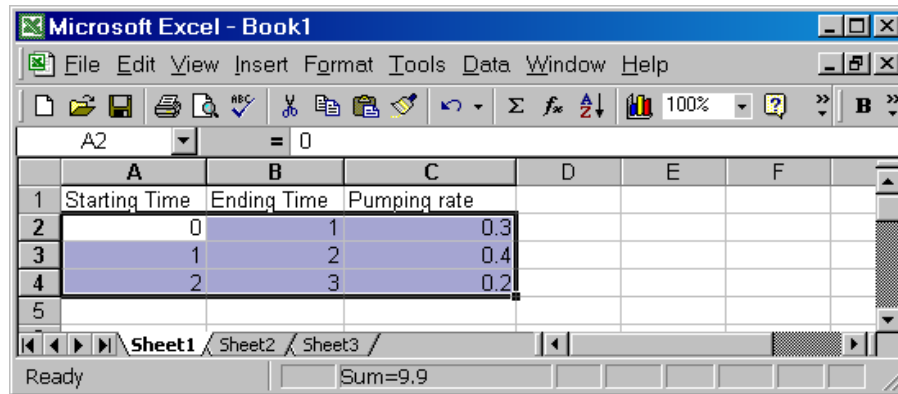 Microsoft Excel - Book1
File Edit View Insert Format Tools Data Window Help
ABC Σ fx A Z 100% ? » B »
A2 = 0
A B C D E F
1 Starting Time Ending Time Pumping rate
2 0 1 0.3
3 1 2 0.4
4 2 3 0.2
5
Sheet1 Sheet2 Sheet3
Ready Sum=9.9